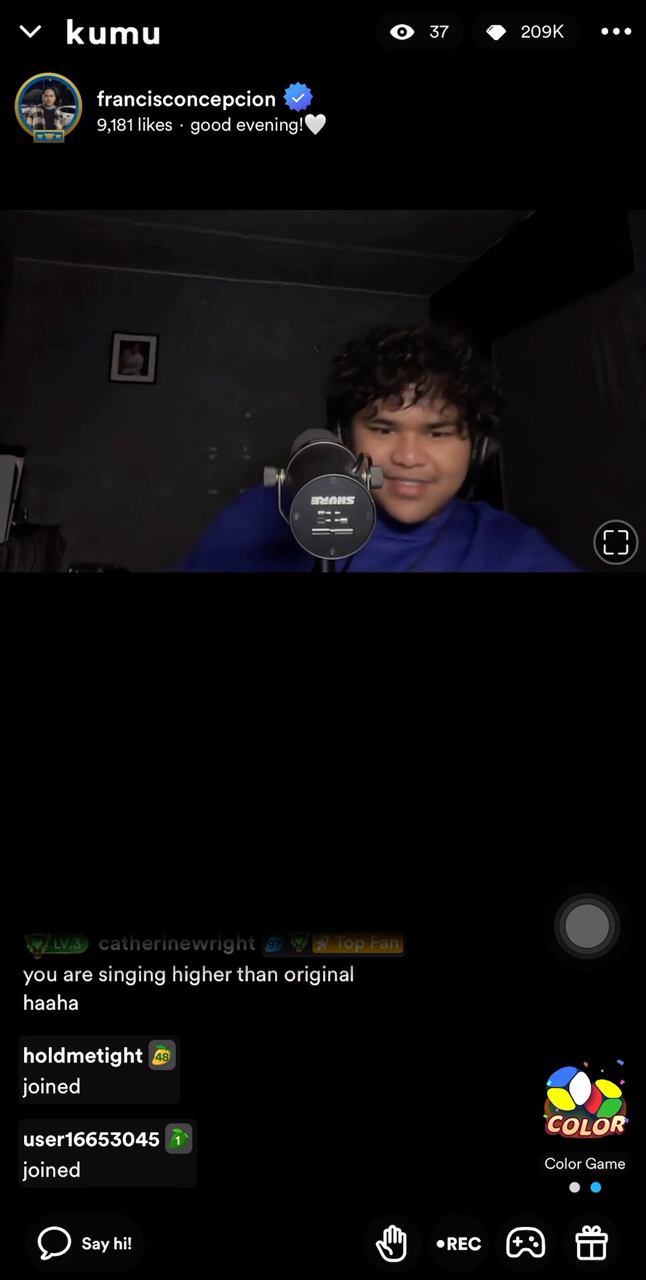 kumu
37
209K
francisconcepcion
9,181 likes · good evening!🤍
SHURE
LV.3 catherinewright 97 Top Fan
you are singing higher than original
haaha
holdmetight 48
joined
user16653045 1
joined
COLOR
Color Game
Say hi!
•REC